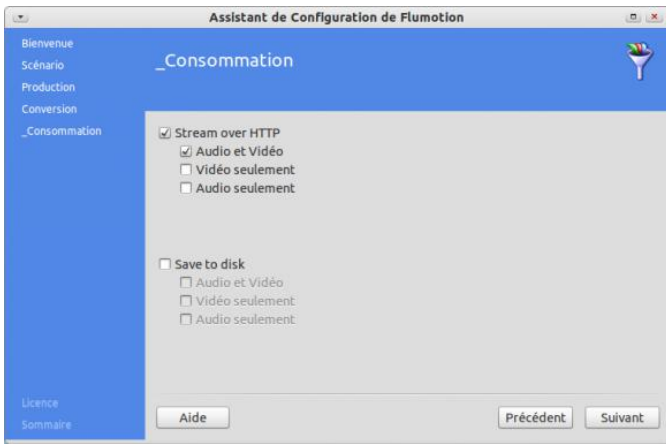 Assistant de Configuration de Flumotion
Bienvenue
Scénario
Production
Conversion
_Consommation
Licence
Sommaire
_Consommation
Stream over HTTP
Audio et Vidéo
Vidéo seulement
Audio seulement
Save to disk
Audio et Vidéo
Vidéo seulement
Audio seulement
Aide
Précédent
Suivant